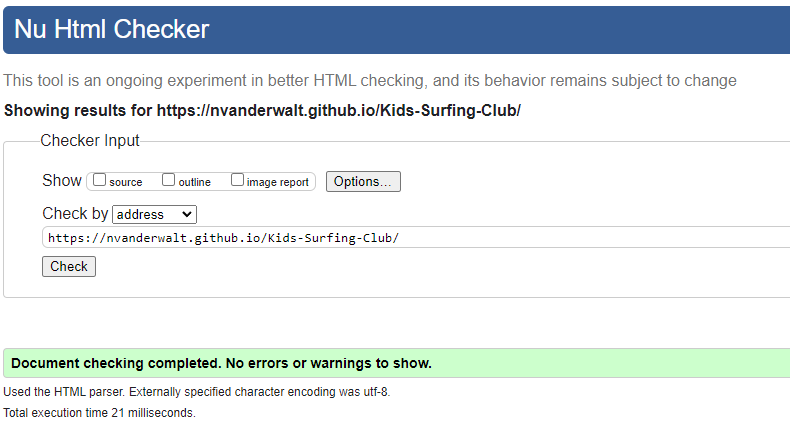 Nu Html Checker
This tool is an ongoing experiment in better HTML checking, and its behavior remains subject to change
Showing results for https://nvanderwalt.github.io/Kids-Surfing-Club/
Checker Input
Show source outline image report Options...
Check by address
https://nvanderwalt.github.io/Kids-Surfing-Club/
Check
Document checking completed. No errors or warnings to show.
Used the HTML parser. Externally specified character encoding was utf-8.
Total execution time 21 milliseconds.